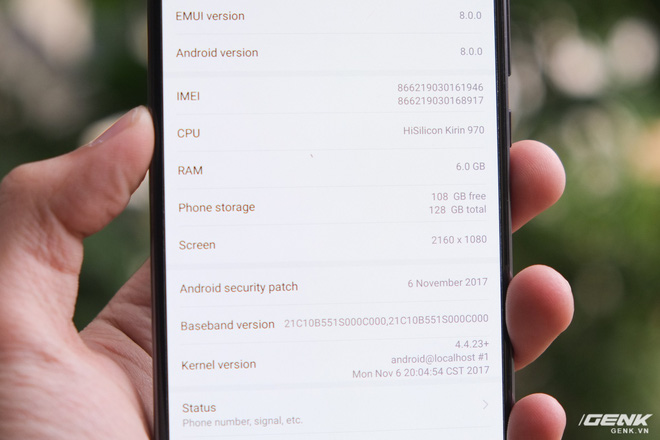 EMUI version 8.0.0
Android version 8.0.0
IMEI 866219030161946
866219030168917
CPU HiSilicon Kirin 970
RAM 6.0 GB
Phone storage 108 GB free
128 GB total
Screen 2160 x 1080
Android security patch 6 November 2017
Baseband version 21C10B551S000C000,21C10B551S000C000
Kernel version 4.4.23+
android@localhost #1
Mon Nov 6 20:04:54 CST 2017
Status
Phone number, signal, etc.
GENK
GENK.VN